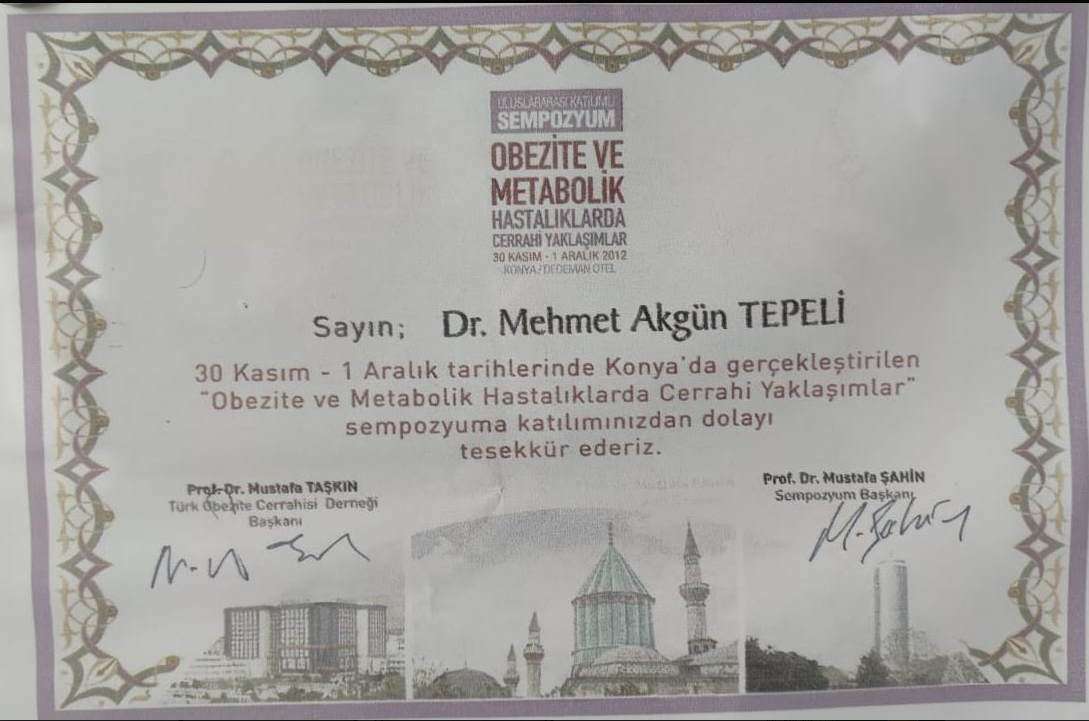 ULUSLARARASI KATILIMLI
SEMPOZYUM
OBEZİTE VE
METABOLİK
HASTALIKLARDA
CERRAHİ YAKLAŞIMLAR
30 KASIM - 1 ARALIK 2012
KONYA / DEDEMAN OTEL
Sayın; Dr. Mehmet Akgün TEPELİ
30 Kasım - 1 Aralık tarihlerinde Konya'da gerçekleştirilen
"Obezite ve Metabolik Hastalıklarda Cerrahi Yaklaşımlar"
sempozyuma katılımınızdan dolayı
tesekkür ederiz.
Prof. Dr. Mustafa TAŞKIN
Türk Obezite Cerrahisi Derneği
Başkanı
Prof. Dr. Mustafa ŞAHİN
Sempozyum Başkanı
M. Şahin